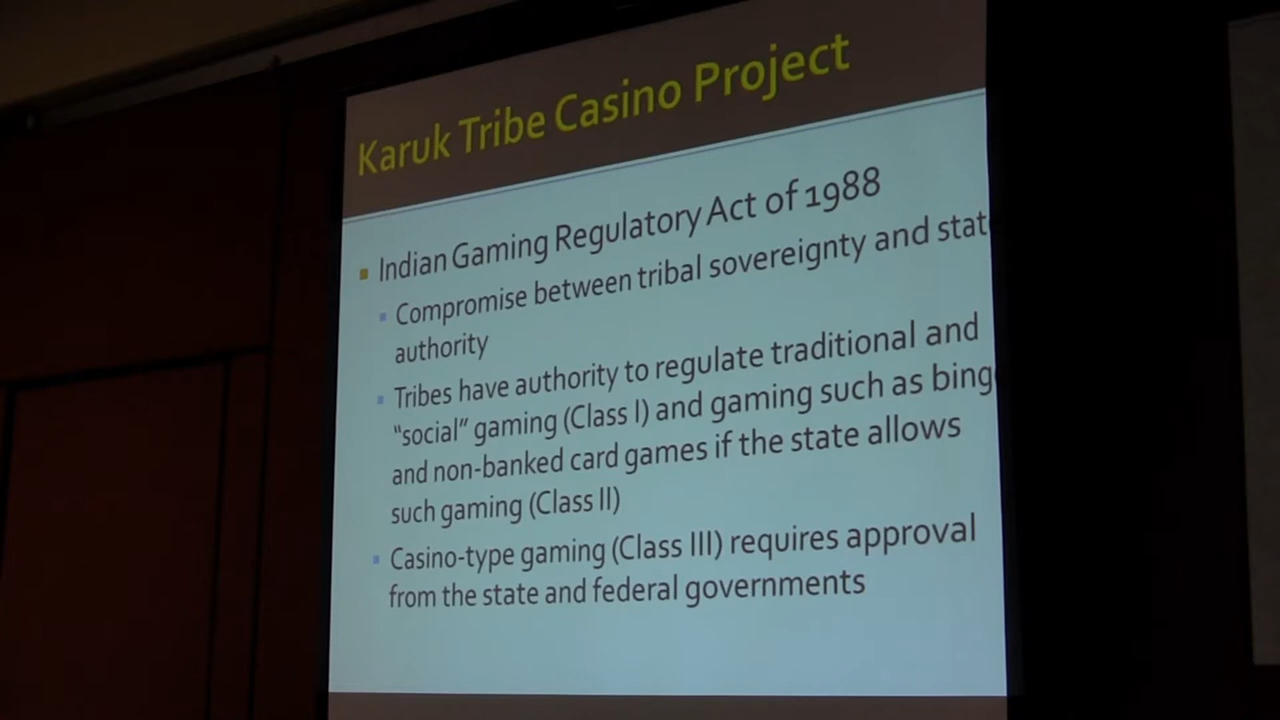 Karuk Tribe Casino Project
Indian Gaming Regulatory Act of 1988
Compromise between tribal sovereignty and stat
authority
Tribes have authority to regulate traditional and
“social” gaming (Class I) and gaming such as bing
and non-banked card games if the state allows
such gaming (Class II)
Casino-type gaming (Class III) requires approval
from the state and federal governments